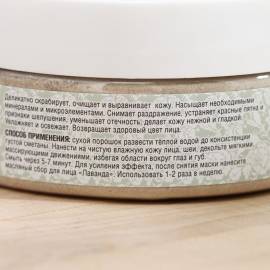 Деликатно скрабирует, очищает и выравнивает кожу. Насыщает необходимыми
минералами и микроэлементами. Снимает раздражение, устраняет красные пятна и
признаки шелушения, уменьшает отечность; делает кожу нежной и гладкой.
Увлажняет и освежает. Возвращает здоровый цвет лица.
СПОСОБ ПРИМЕНЕНИЯ: сухой порошок развести тёплой водой до консистенции
густой сметаны. Нанести на чистую влажную кожу лица, шеи, декольте мягкими
массирующими движениями, избегая области вокруг глаз и губ.
Смыть через 5-7 минут. Для усиления эффекта, после снятия маски нанесите
масляный сбор для лица «Лаванда». Использовать 1-2 раза в неделю.